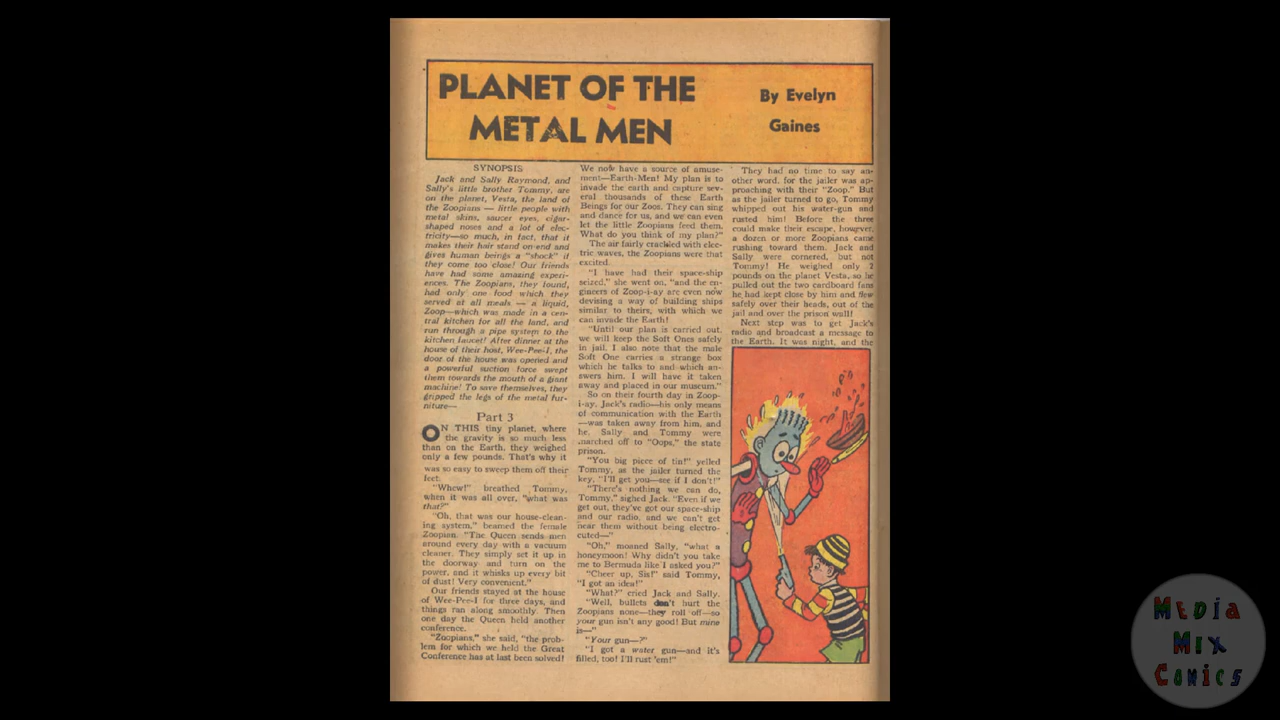 PLANET OF THE
METAL MEN
By Evelyn
Gaines
SYNOPSIS
Jack and Sally Raymond, and
Sally's little brother Tommy, are
on the planet, Vesta, the land of
the Zoopians — little people with
metal skins, saucer eyes, cigar-
shaped noses and a lot of elec-
tricity—so much, in fact, that it
makes their hair stand on end and
gives human beings a "shock" if
they come too close! Our friends
have had some amazing experi-
ences. The Zoopians, they found,
had only one food which they
served at all meals — a liquid,
Zoop—which was made in a cen-
tral kitchen for all the land, and
run through a pipe system to the
kitchen faucet! After dinner at the
house of their host, Wee-Pee-I, the
door of the house was opened and
a powerful suction force swept
them towards the mouth of a giant
machine! To save themselves, they
gripped the legs of the metal fur-
niture—
Part 3
ON THIS tiny planet, where
the gravity is so much less
than on the Earth, they weighed
only a few pounds. That's why it
was so easy to sweep them off their
feet.
"Whew!" breathed Tommy,
when it was all over, "what was
that?"
"Oh, that was our house-clean-
ing system," beamed the female
Zoopian. "The Queen sends men
around every day with a vacuum
cleaner. They simply set it up in
the doorway and turn on the
power, and it whisks up every bit
of dust! Very convenient."
Our friends stayed at the house
of Wee-Pee-I for three days, and
things ran along smoothly. Then
one day the Queen held another
conference.
"Zoopians," she said, "the prob-
lem for which we held the Great
Conference has at last been solved!
We now have a source of amuse-
ment—Earth-Men! My plan is to
invade the earth and capture sev-
eral thousands of these Earth
Beings for our Zoos. They can sing
and dance for us, and we can even
let the little Zoopians feed them.
What do you think of my plan?"
The air fairly crackled with elec-
tric waves, the Zoopians were that
excited.
"I have had their space-ship
seized," she went on, "and the en-
gineers of Zoop-i-ay are even now
devising a way of building ships
similar to theirs, with which we
can invade the Earth!
"Until our plan is carried out,
we will keep the Soft Ones safely
in jail. I also note that the male
Soft One carries a strange box
which he talks to and which an-
swers him. I will have it taken
away and placed in our museum."
So on their fourth day in Zoop-
i-ay, Jack's radio—his only means
of communication with the Earth
—was taken away from him, and
he, Sally and Tommy were
marched off to "Oops," the state
prison.
"You big piece of tin!" yelled
Tommy, as the jailer turned the
key, "I'll get you—see if I don't!"
"There's nothing we can do,
Tommy," sighed Jack. "Even if we
get out, they've got our space-ship
and our radio, and we can't get
near them without being electro-
cuted—"
"Oh," moaned Sally, "what a
honeymoon! Why didn't you take
me to Bermuda like I asked you?"
"Cheer up, Sis!" said Tommy,
"I got an idea!"
"What?" cried Jack and Sally.
"Well, bullets don't hurt the
Zoopians none—they roll off—so
your gun isn't any good! But mine
is—"
"Your gun—?"
"I got a water gun—and it's
filled, too! I'll rust 'em!"
They had no time to say an-
other word, for the jailer was ap-
proaching with their "Zoop." But
as the jailer turned to go, Tommy
whipped out his water-gun and
rusted him! Before the three
could make their escape, however,
a dozen or more Zoopians came
rushing toward them. Jack and
Sally were cornered, but not
Tommy! He weighed only 2
pounds on the planet Vesta, so he
pulled out the two cardboard fans
he had kept close by him and flew
safely over their heads, out of the
jail and over the prison wall!
Next step was to get Jack's
radio and broadcast a message to
the Earth. It was night, and the
MEDIA
MIX
COMICS